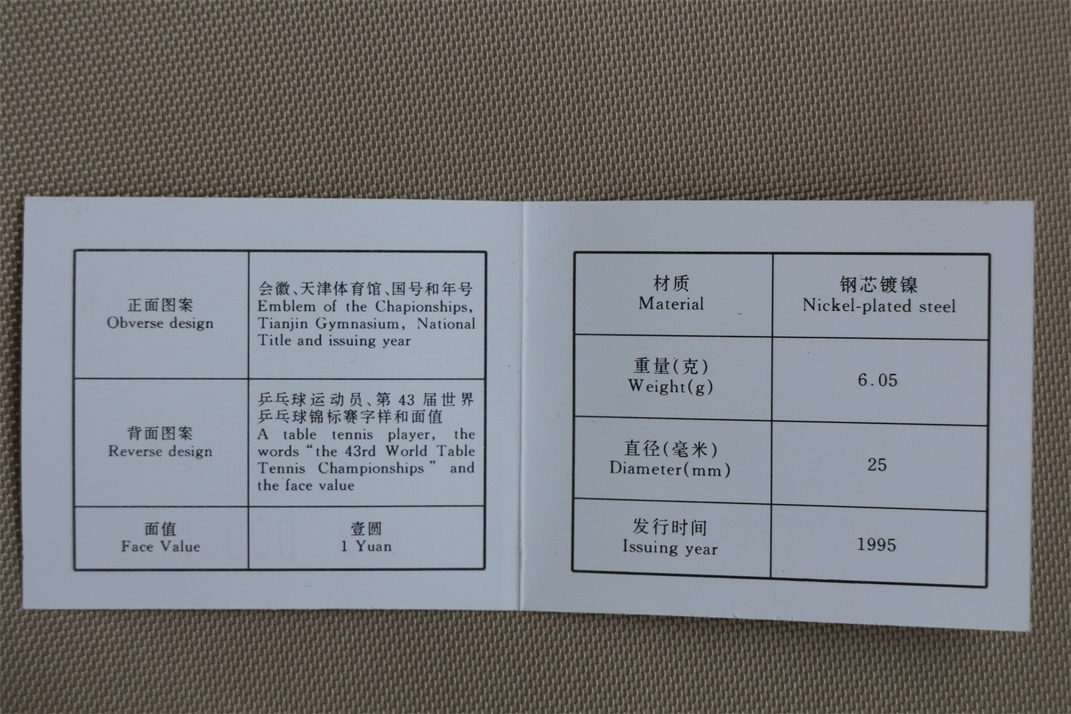 正面图案
Obverse design
会徽、天津体育馆、国号和年号
Emblem of the Chapionships,
Tianjin Gymnasium, National
Title and issuing year
背面图案
Reverse design
乒乓球运动员、第 43 届世界
乒乓球锦标赛字样和面值
A table tennis player, the
words “the 43rd World Table
Tennis Championships” and
the face value
面值
Face Value
壹圆
1 Yuan
材质
Material
钢芯镀镍
Nickel-plated steel
重量(克)
Weight(g)
6.05
直径(毫米)
Diameter(mm)
25
发行时间
Issuing year
1995